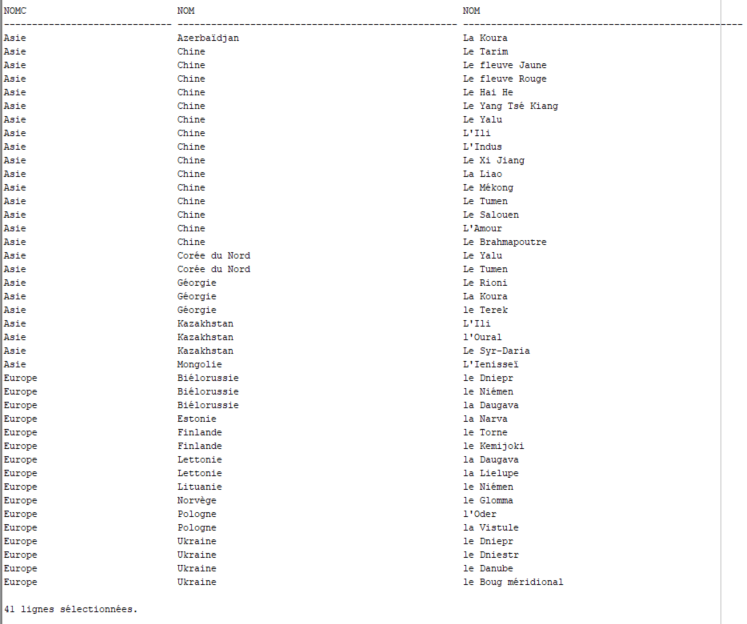 NOMC NOM NOM
Asie Azerbaïdjan La Koura
Asie Chine Le Tarim
Asie Chine Le fleuve Jaune
Asie Chine Le fleuve Rouge
Asie Chine Le Hai He
Asie Chine Le Yang Tsé Kiang
Asie Chine Le Yalu
Asie Chine L'Ili
Asie Chine L'Indus
Asie Chine Le Xi Jiang
Asie Chine La Liao
Asie Chine Le Mékong
Asie Chine Le Tumen
Asie Chine Le Salouen
Asie Chine L'Amour
Asie Chine Le Brahmapoutre
Asie Corée du Nord Le Yalu
Asie Corée du Nord Le Tumen
Asie Géorgie Le Rioni
Asie Géorgie La Koura
Asie Géorgie le Terek
Asie Kazakhstan L'Ili
Asie Kazakhstan l'Oural
Asie Kazakhstan Le Syr-Daria
Asie Mongolie L'Ienisseï
Europe Biélorussie le Dniepr
Europe Biélorussie le Niémen
Europe Biélorussie la Daugava
Europe Estonie la Narva
Europe Finlande le Torne
Europe Finlande le Kemijoki
Europe Lettonie la Daugava
Europe Lettonie la Lielupe
Europe Lituanie le Niémen
Europe Norvège le Glomma
Europe Pologne l'Oder
Europe Pologne la Vistule
Europe Ukraine le Dniepr
Europe Ukraine le Dniestr
Europe Ukraine le Danube
Europe Ukraine le Boug méridional
41 lignes sélectionnées.